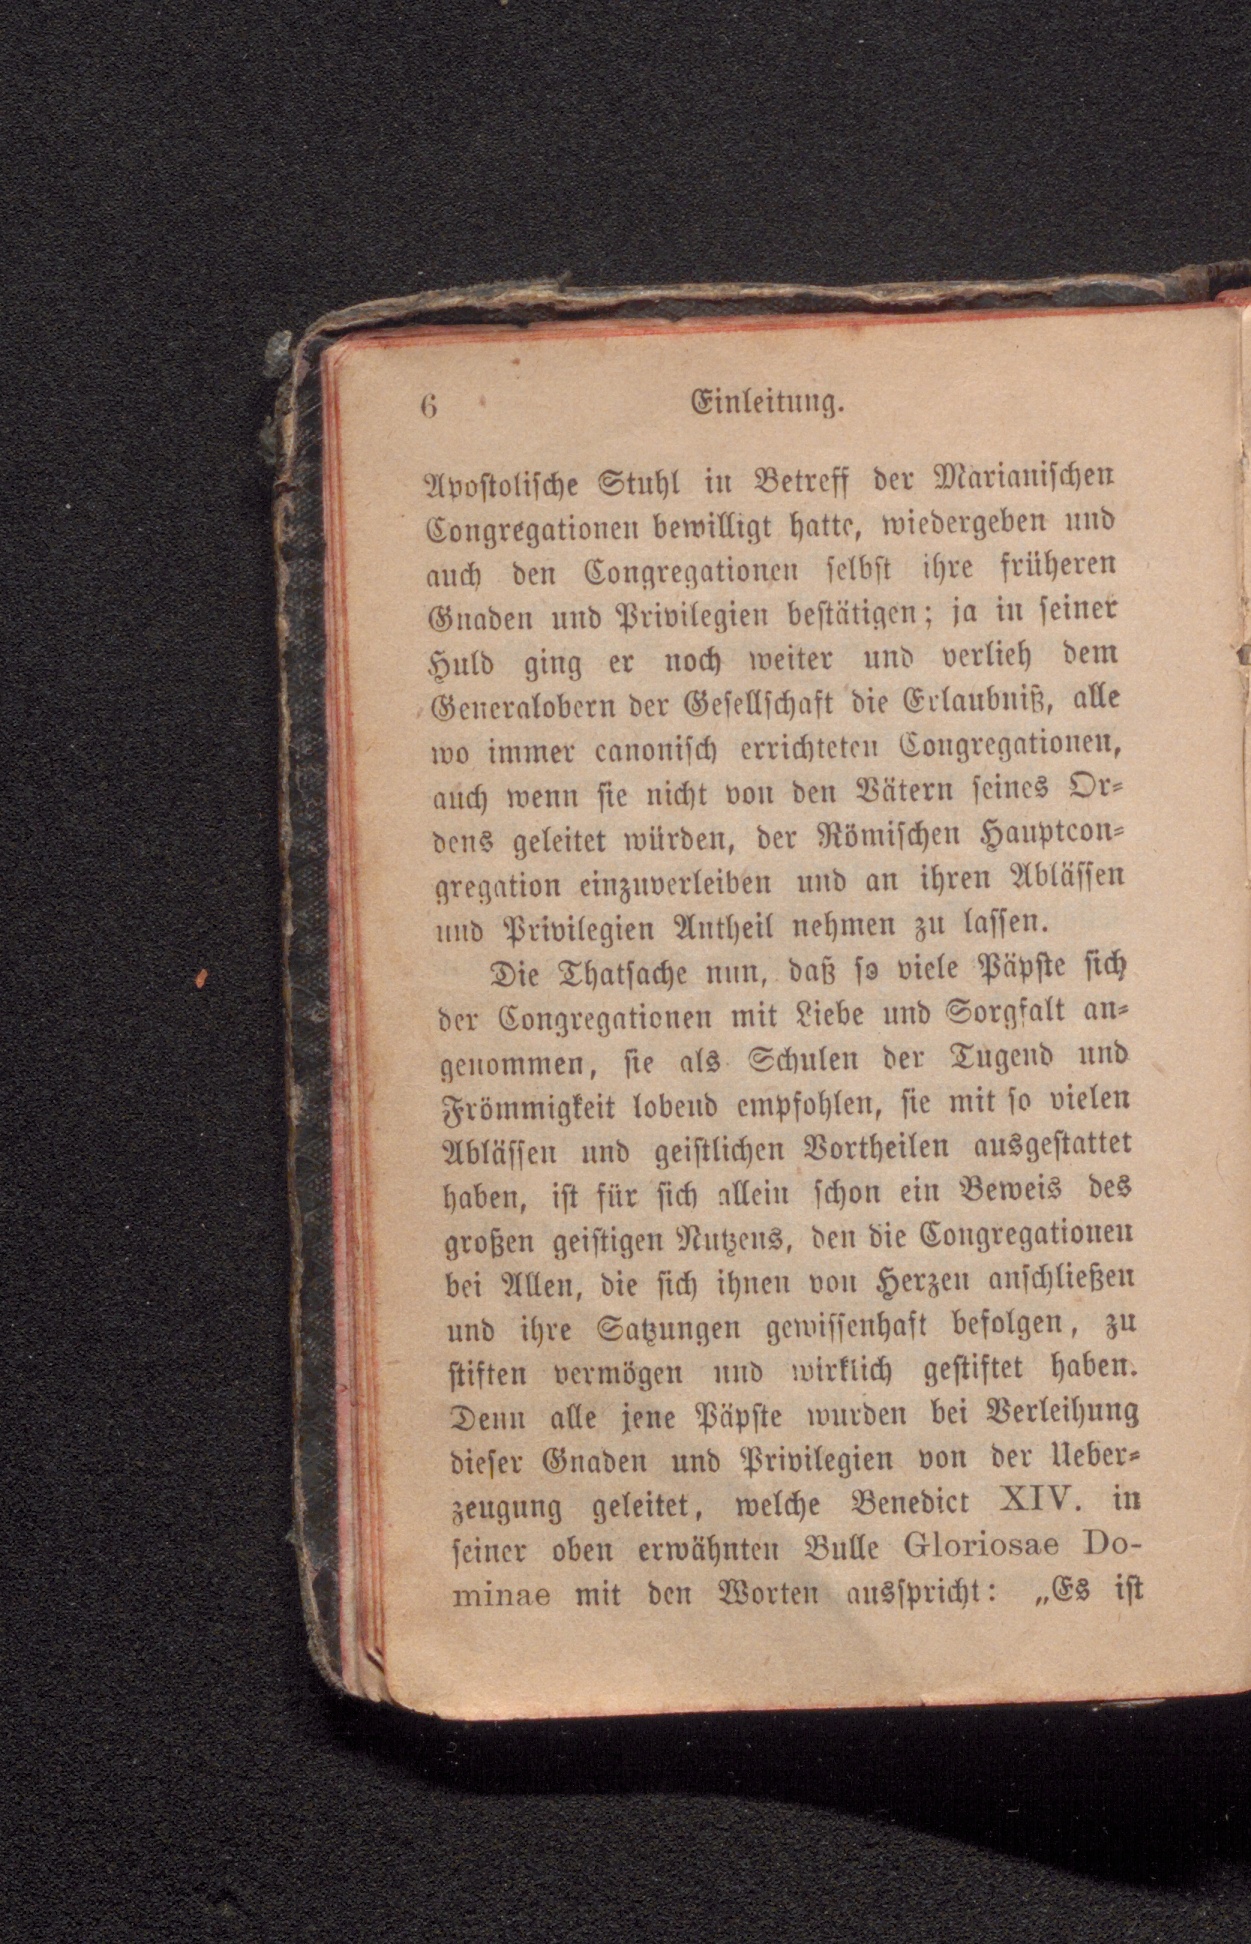 6 Einleitung.
Apostolische Stuhl in Betreff der Marianischen
Congregationen bewilligt hatte, wiedergeben und
auch den Congregationen selbst ihre früheren
Gnaden und Privilegien bestätigen; ja in seiner
Huld ging er noch weiter und verlieh dem
Generalobern der Gesellschaft die Erlaubniß, alle
wo immer canonisch errichteten Congregationen,
auch wenn sie nicht von den Vätern seines Or-
dens geleitet würden, der Römischen Hauptcon-
gregation einzuverleiben und an ihren Ablässen
und Privilegien Antheil nehmen zu lassen.
Die Thatsache nun, daß so viele Päpste sich
der Congregationen mit Liebe und Sorgfalt an-
genommen, sie als Schulen der Tugend und
Frömmigkeit lobend empfohlen, sie mit so vielen
Ablässen und geistlichen Vortheilen ausgestattet
haben, ist für sich allein schon ein Beweis des
großen geistigen Nutzens, den die Congregationen
bei Allen, die sich ihnen von Herzen anschließen
und ihre Satzungen gewissenhaft befolgen, zu
stiften vermögen und wirklich gestiftet haben.
Denn alle jene Päpste wurden bei Verleihung
dieser Gnaden und Privilegien von der Ueber-
zeugung geleitet, welche Benedict XIV. in
seiner oben erwähnten Bulle Gloriosae Do-
minae mit den Worten ausspricht: „Es ist